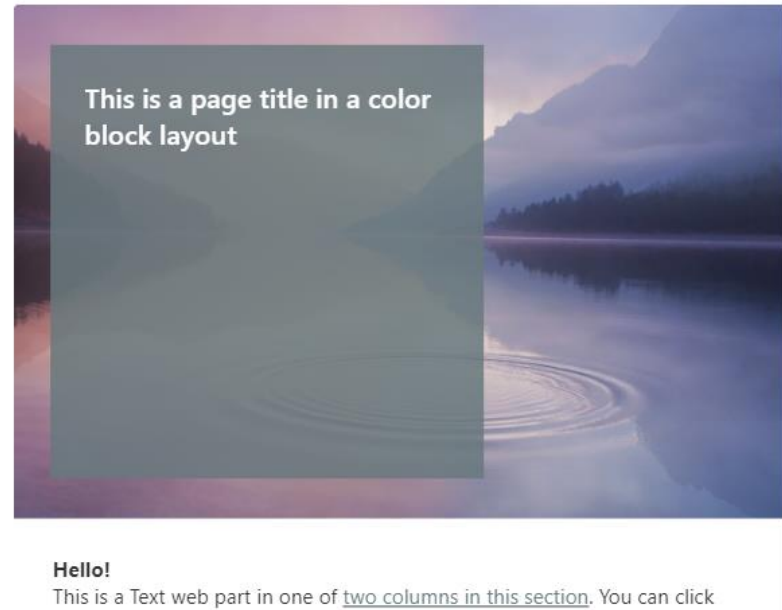 This is a page title in a color
block layout
Hello!
This is a Text web part in one of two columns in this section. You can click